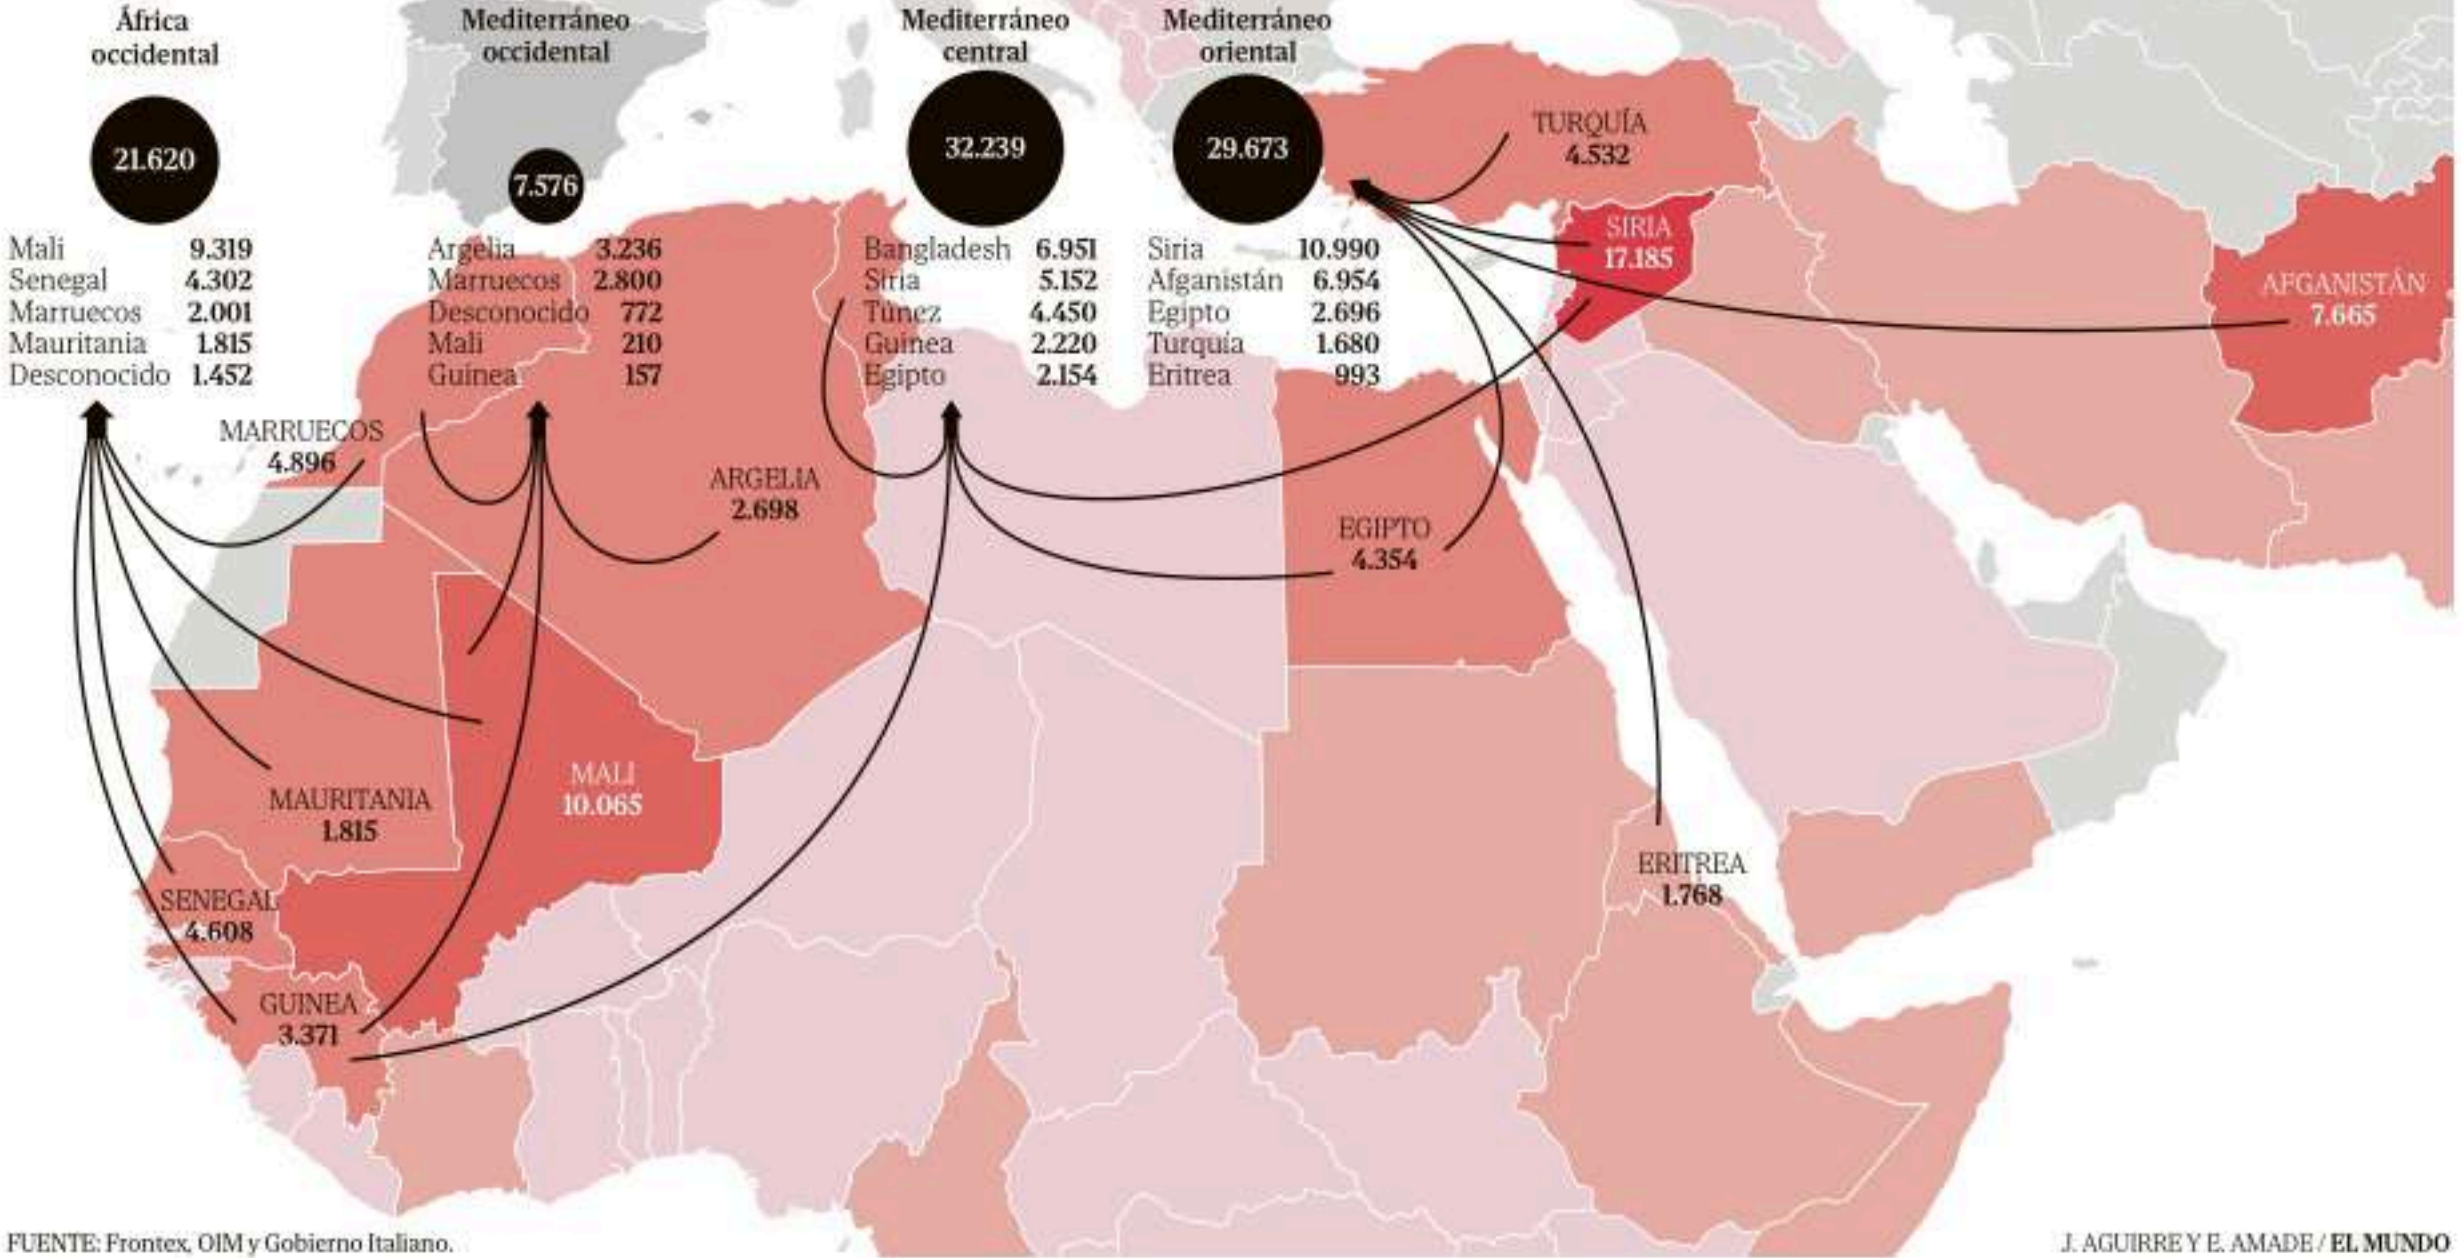 África
occidental
21.620
Mali 9.319
Senegal 4.302
Marruecos 2.001
Mauritania 1.815
Desconocido 1.452
Mediterráneo
occidental
7.576
Argelia 3.236
Marruecos 2.800
Desconocido 772
Mali 210
Guinea 157
Mediterráneo
central
32.239
Bangladesh 6.951
Siria 5.152
Túnez 4.450
Guinea 2.220
Egipto 2.154
Mediterráneo
oriental
29.673
Siria 10.990
Afganistán 6.954
Egipto 2.696
Turquía 1.680
Eritrea 993
TURQUÍA
4.532
SIRIA
17.185
AFGANISTÁN
7.665
MARRUECOS
4.896
ARGELIA
2.698
EGIPTO
4.354
MALI
10.065
MAURITANIA
1.815
ERITREA
1.768
SENEGAL
4.608
GUINEA
3.371
FUENTE: Frontex, OIM y Gobierno Italiano.
J. AGUIRRE Y E. AMADE / EL MUNDO